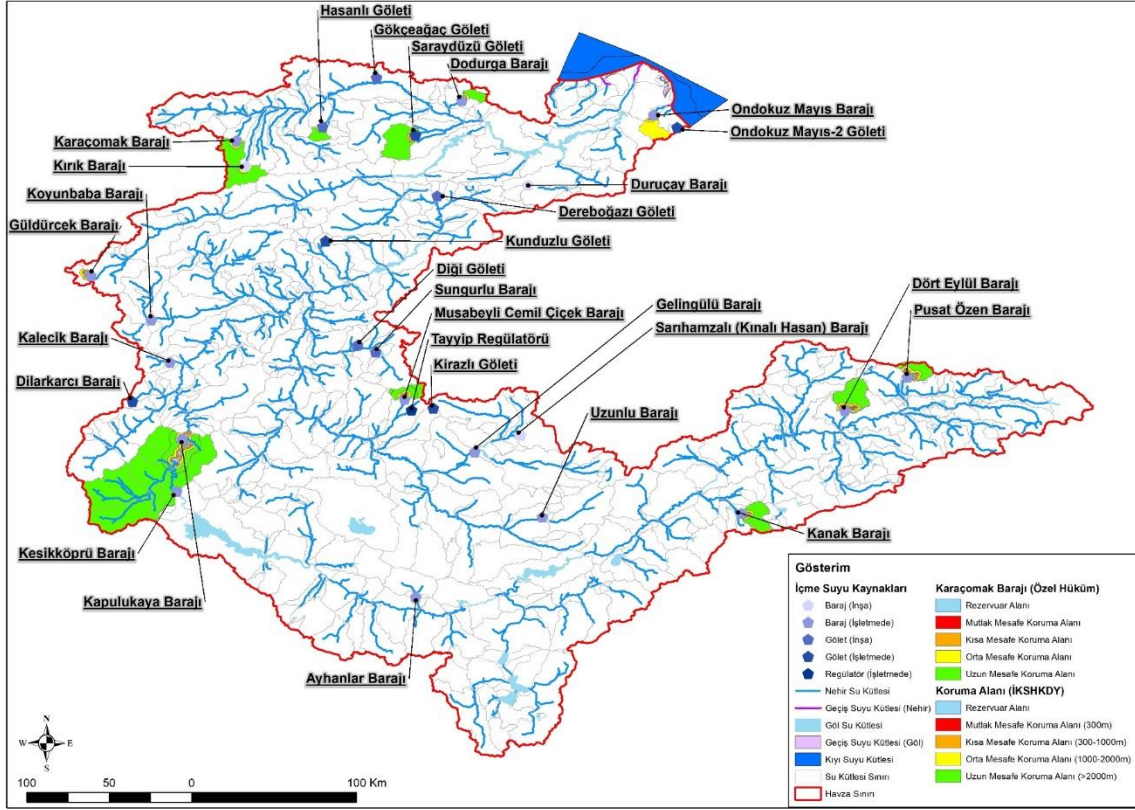 Hasanlı Göleti
Gökçeağaç Göleti
Saraydüzü Göleti
Dodurga Barajı
Ondokuz Mayıs Barajı
Ondokuz Mayıs-2 Göleti
Karaçomak Barajı
Kırık Barajı
Koyunbaba Barajı
Duruçay Barajı
Dereboğazı Göleti
Güldürcek Barajı
Kunduzlu Göleti
Diği Göleti
Sungurlu Barajı
Musabeyli Cemil Çiçek Barajı
Tayyip Regülatörü
Kirazlı Göleti
Gelingülü Barajı
Sarıhamzalı (Kınalı Hasan) Barajı
Dört Eylül Barajı
Pusat Özen Barajı
Kalecik Barajı
Dilarkarcı Barajı
Uzunlu Barajı
Kanak Barajı
Kesikköprü Barajı
Kapulukaya Barajı
Ayhanlar Barajı
Gösterim
İçme Suyu Kaynakları
Baraj (İnşa)
Baraj (İşletmede)
Gölet (İnşa)
Gölet (İşletmede)
Regülatör (İşletmede)
Nehir Su Kütlesi
Geçiş Suyu Kütlesi (Nehir)
Göl Su Kütlesi
Geçiş Suyu Kütlesi (Göl)
Kıyı Suyu Kütlesi
Su Kütlesi Sınırı
Havza Sınırı
Karaçomak Barajı (Özel Hüküm)
Rezervuar Alanı
Mutlak Mesafe Koruma Alanı
Kısa Mesafe Koruma Alanı
Orta Mesafe Koruma Alanı
Uzun Mesafe Koruma Alanı
Koruma Alanı (İKSHKDY)
Rezervuar Alanı
Mutlak Mesafe Koruma Alanı (300m)
Kısa Mesafe Koruma Alanı (300-1000m)
Orta Mesafe Koruma Alanı (1000-2000m)
Uzun Mesafe Koruma Alanı (>2000m)
N
W E
S
100 50 0 100 Km